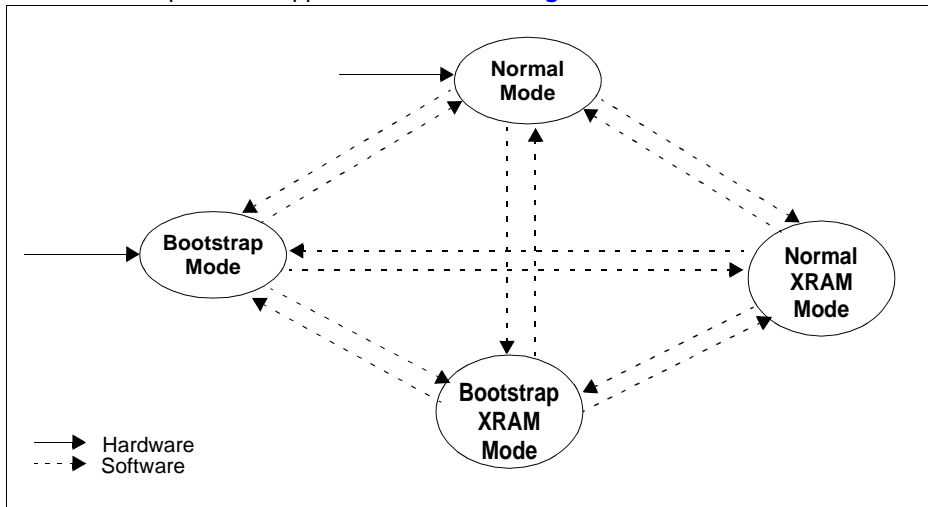 Normal
Mode
Bootstrap
Mode
Normal
XRAM
Mode
Bootstrap
XRAM
Mode
Hardware
Software